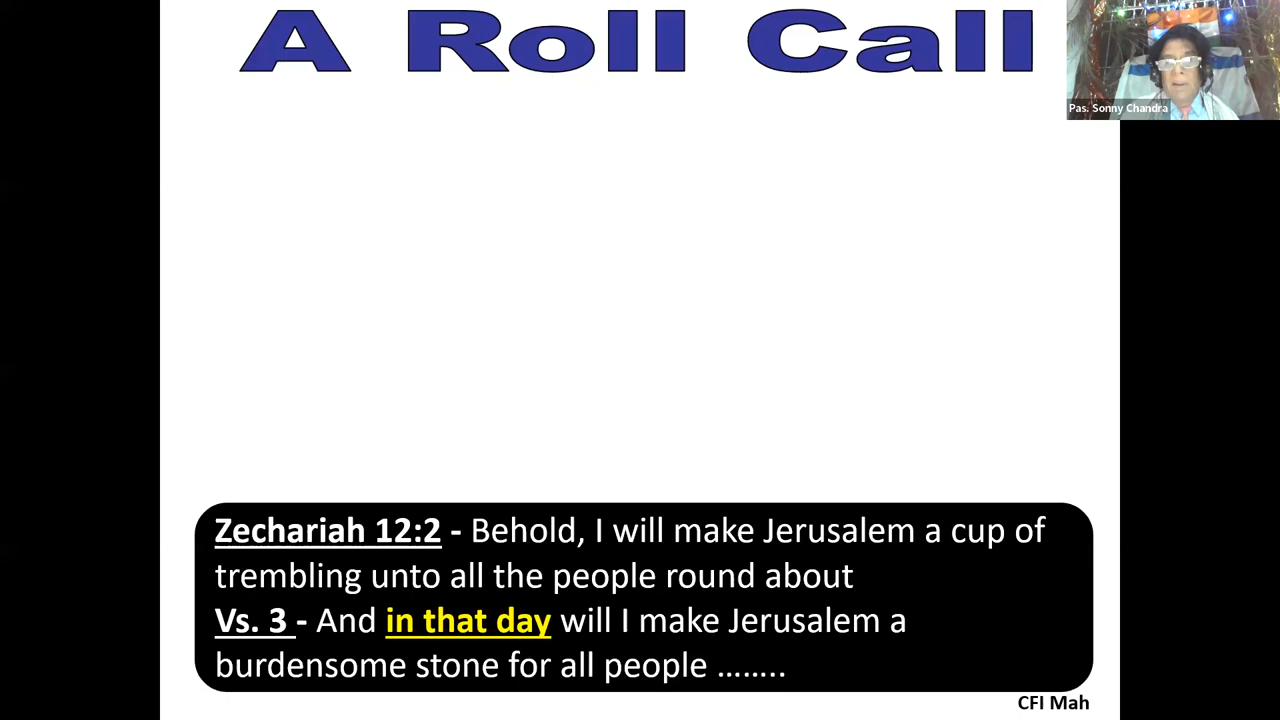 A Roll Call
Pas. Sonny Chandra
Zechariah 12:2 - Behold, I will make Jerusalem a cup of
trembling unto all the people round about
Vs. 3 - And in that day will I make Jerusalem a
burdensome stone for all people ……..
CFI Mah